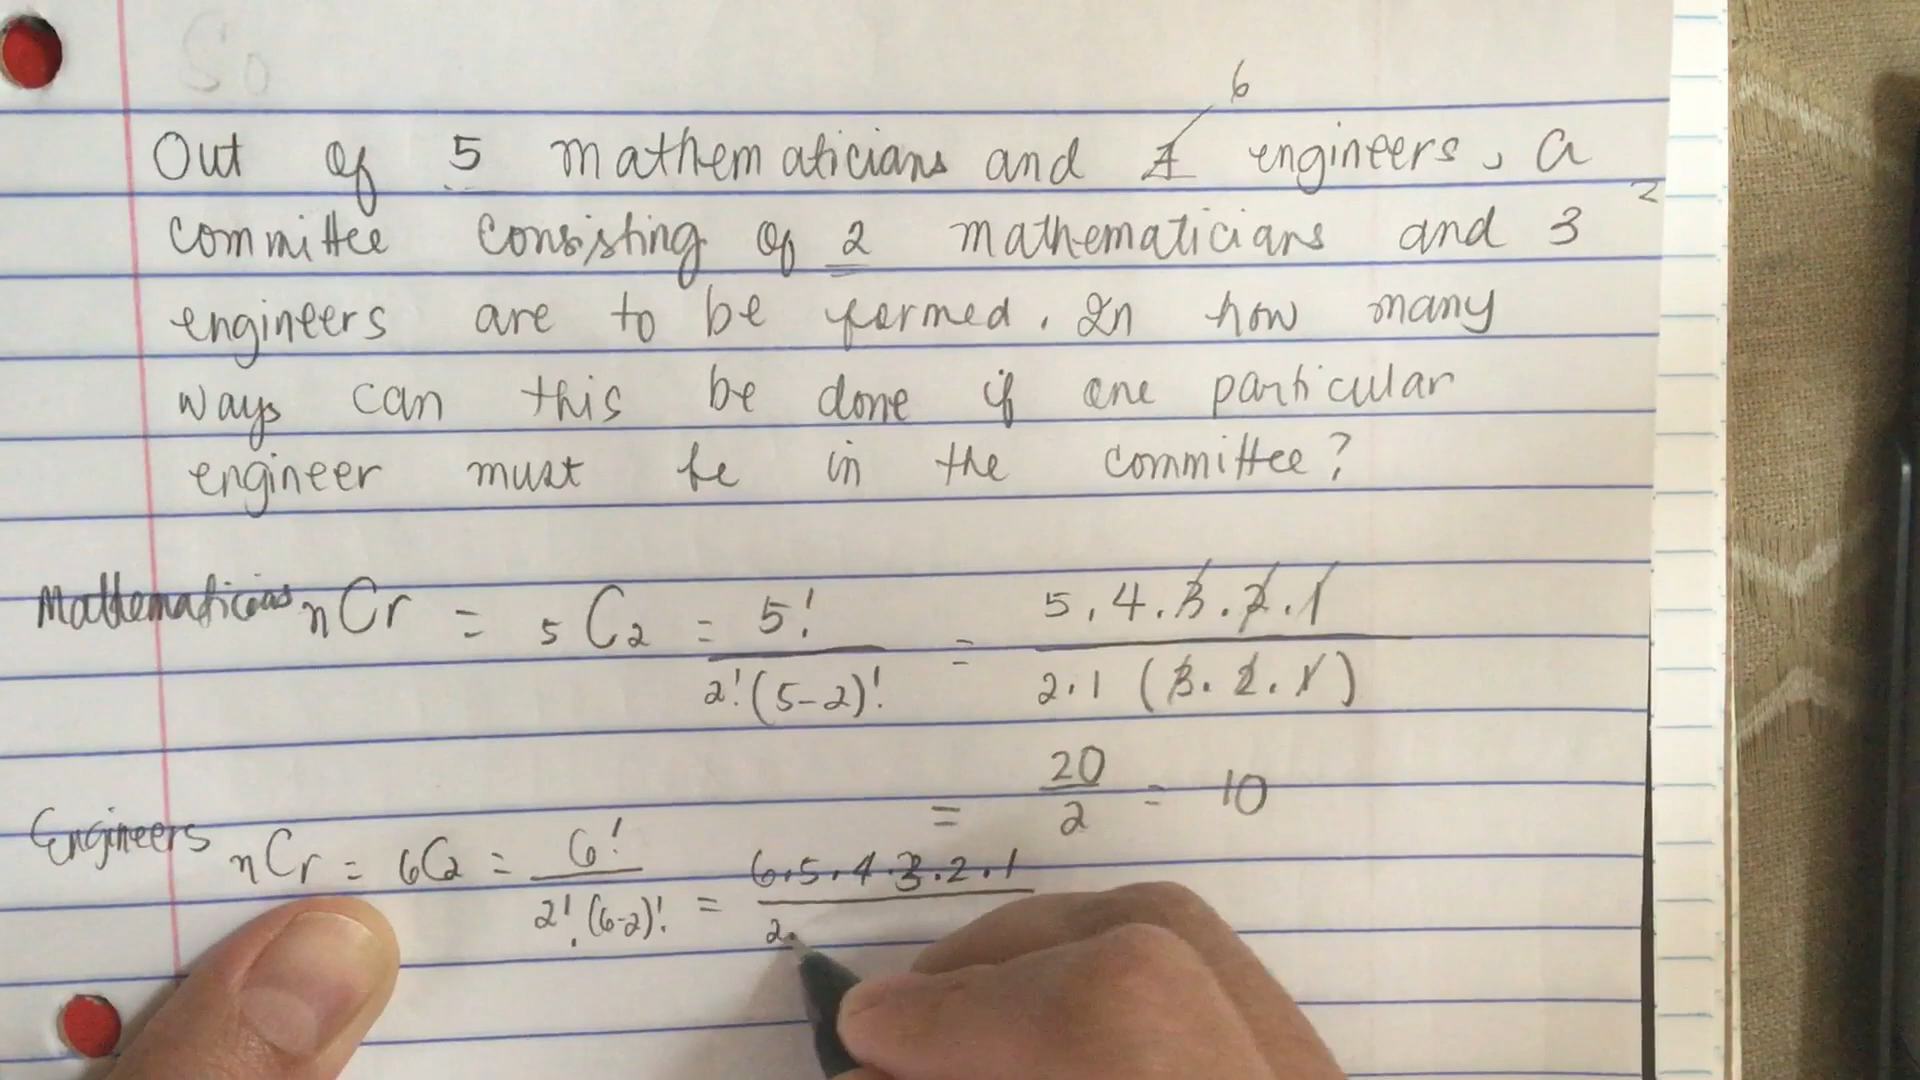 So
6
Out of 5 mathematicians and 7 engineers, a
2
committee consisting of 2 mathematicians and 3
engineers are to be formed. In how many
ways can this be done if one particular
engineer must be in the committee?
Mathematicians nCr = 5C2 = 5! / 2!(5-2)! = 5.4.3.2.1 / 2.1 (3.2.1)
= 20/2 = 10
Engineers nCr = 6C2 = 6! / 2!(6-2)! = 6.5.4.3.2.1 / 2.